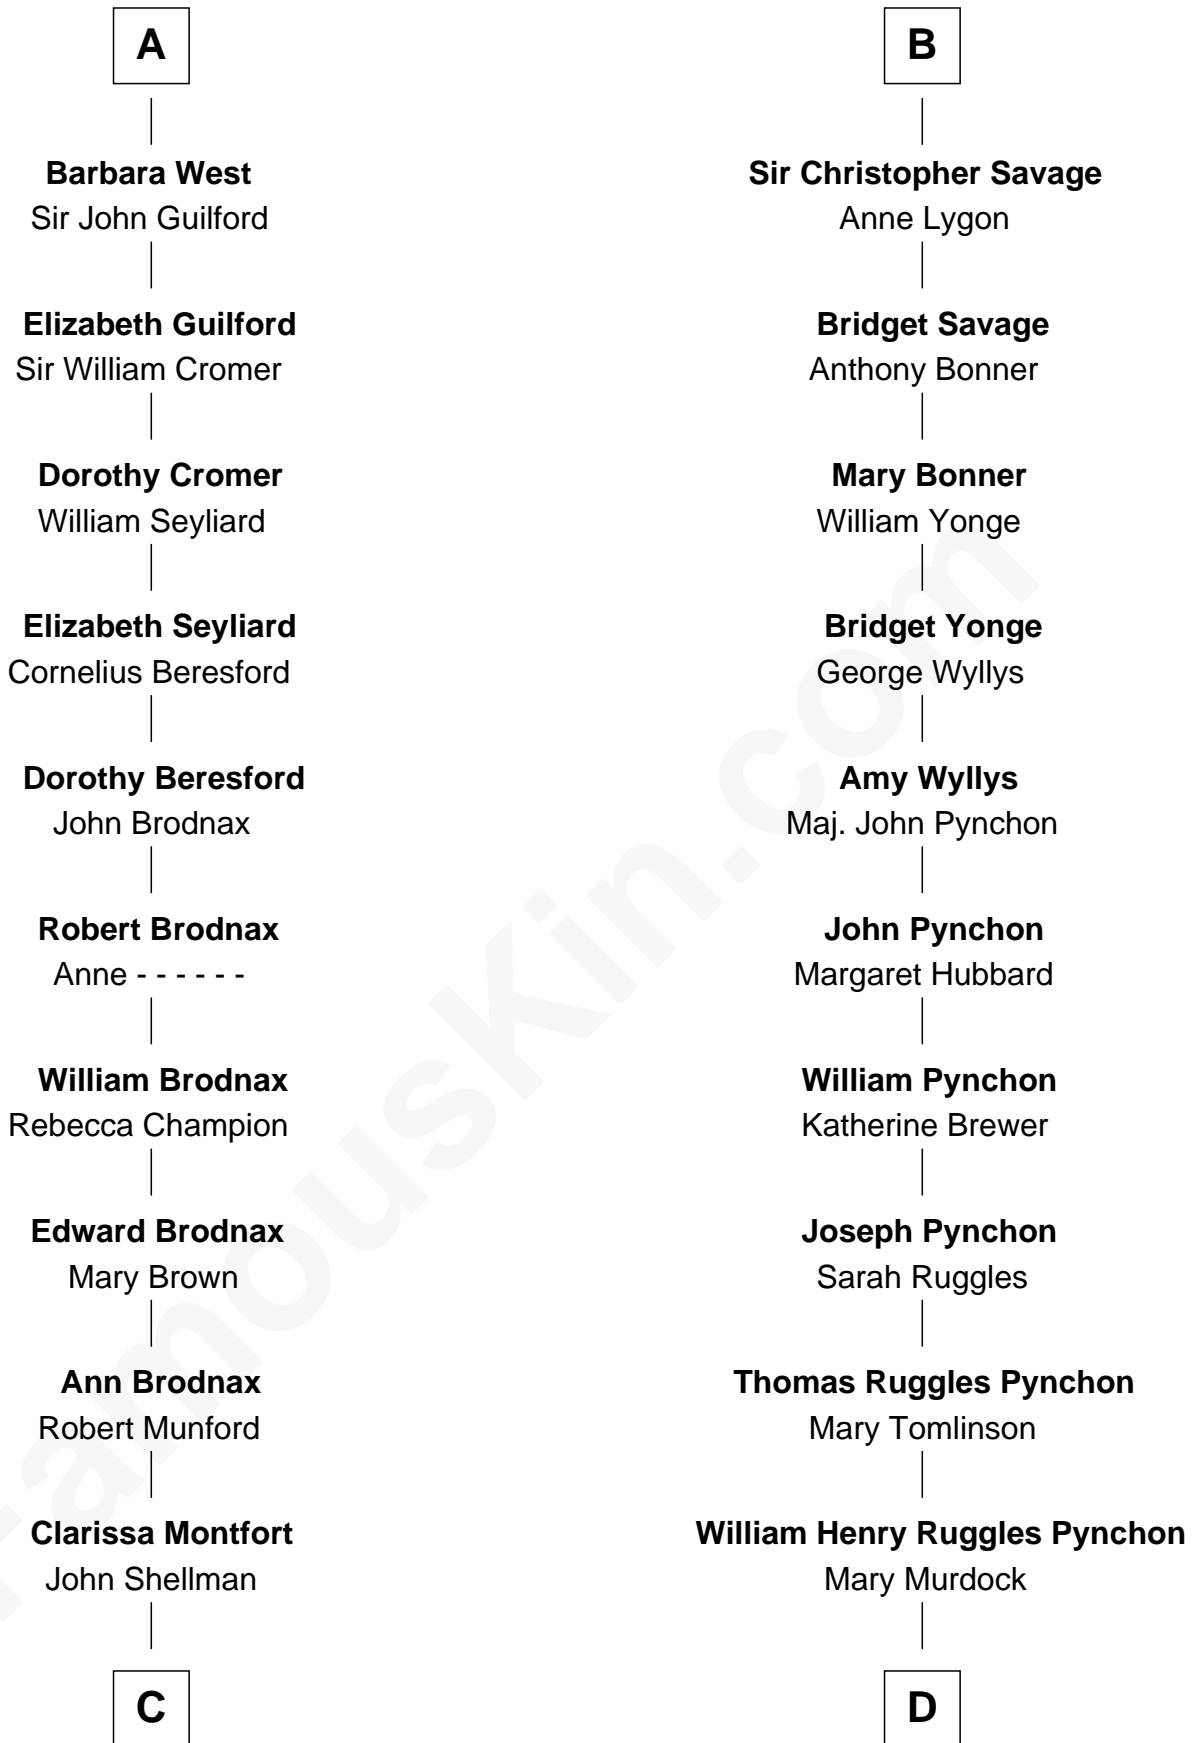 A
Barbara West
Sir John Guilford
Elizabeth Guilford
Sir William Cromer
Dorothy Cromer
William Seyliard
Elizabeth Seyliard
Cornelius Beresford
Dorothy Beresford
John Brodnax
Robert Brodnax
Anne - - - - - -
William Brodnax
Rebecca Champion
Edward Brodnax
Mary Brown
Ann Brodnax
Robert Munford
Clarissa Montfort
John Shellman
C
B
Sir Christopher Savage
Anne Lygon
Bridget Savage
Anthony Bonner
Mary Bonner
William Yonge
Bridget Yonge
George Wyllys
Amy Wyllys
Maj. John Pynchon
John Pynchon
Margaret Hubbard
William Pynchon
Katherine Brewer
Joseph Pynchon
Sarah Ruggles
Thomas Ruggles Pynchon
Mary Tomlinson
William Henry Ruggles Pynchon
Mary Murdock
D
FamousKin.com